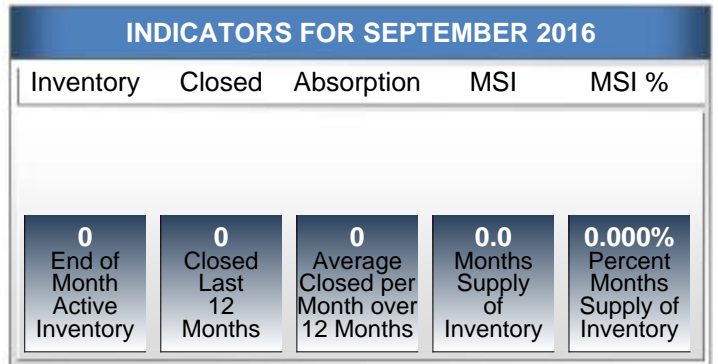 INDICATORS FOR SEPTEMBER 2016
Inventory Closed Absorption MSI MSI %
0
End of
Month
Active
Inventory
0
Closed
Last
12
Months
0
Average
Closed per
Month over
12 Months
0.0
Months
Supply
of
Inventory
0.000%
Percent
Months
Supply of
Inventory